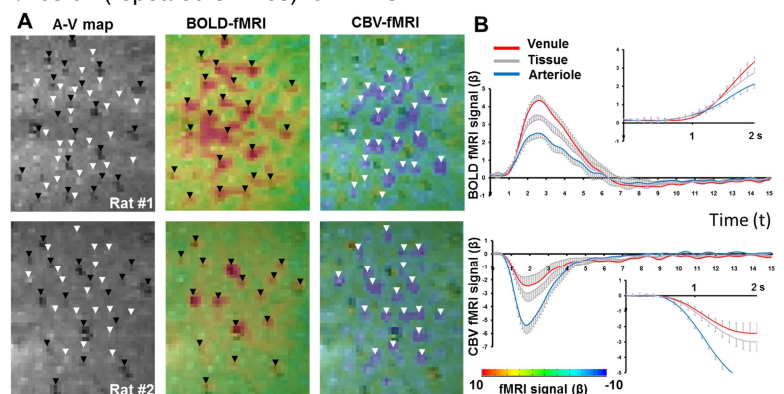 A
A-V map
BOLD-fMRI
CBV-fMRI
Rat #1
Rat #2
B
Venule
Tissue
Arteriole
BOLD fMRI signal (β)
5
4
3
2
1
0
-1
0 1 2 3 4 5 6 7 8 9 10 11 12 13 14 15
4
3
2
1
0
1 2 s
Time (t)
CBV fMRI signal (β)
1
0
-1
-2
-3
-4
-5
-6
-7
0 1 2 3 4 5 6 7 8 9 10 11 12 13 14 15
1 2 s
0
-1
-2
-3
-4
-5
10 fMRI signal (β) -10